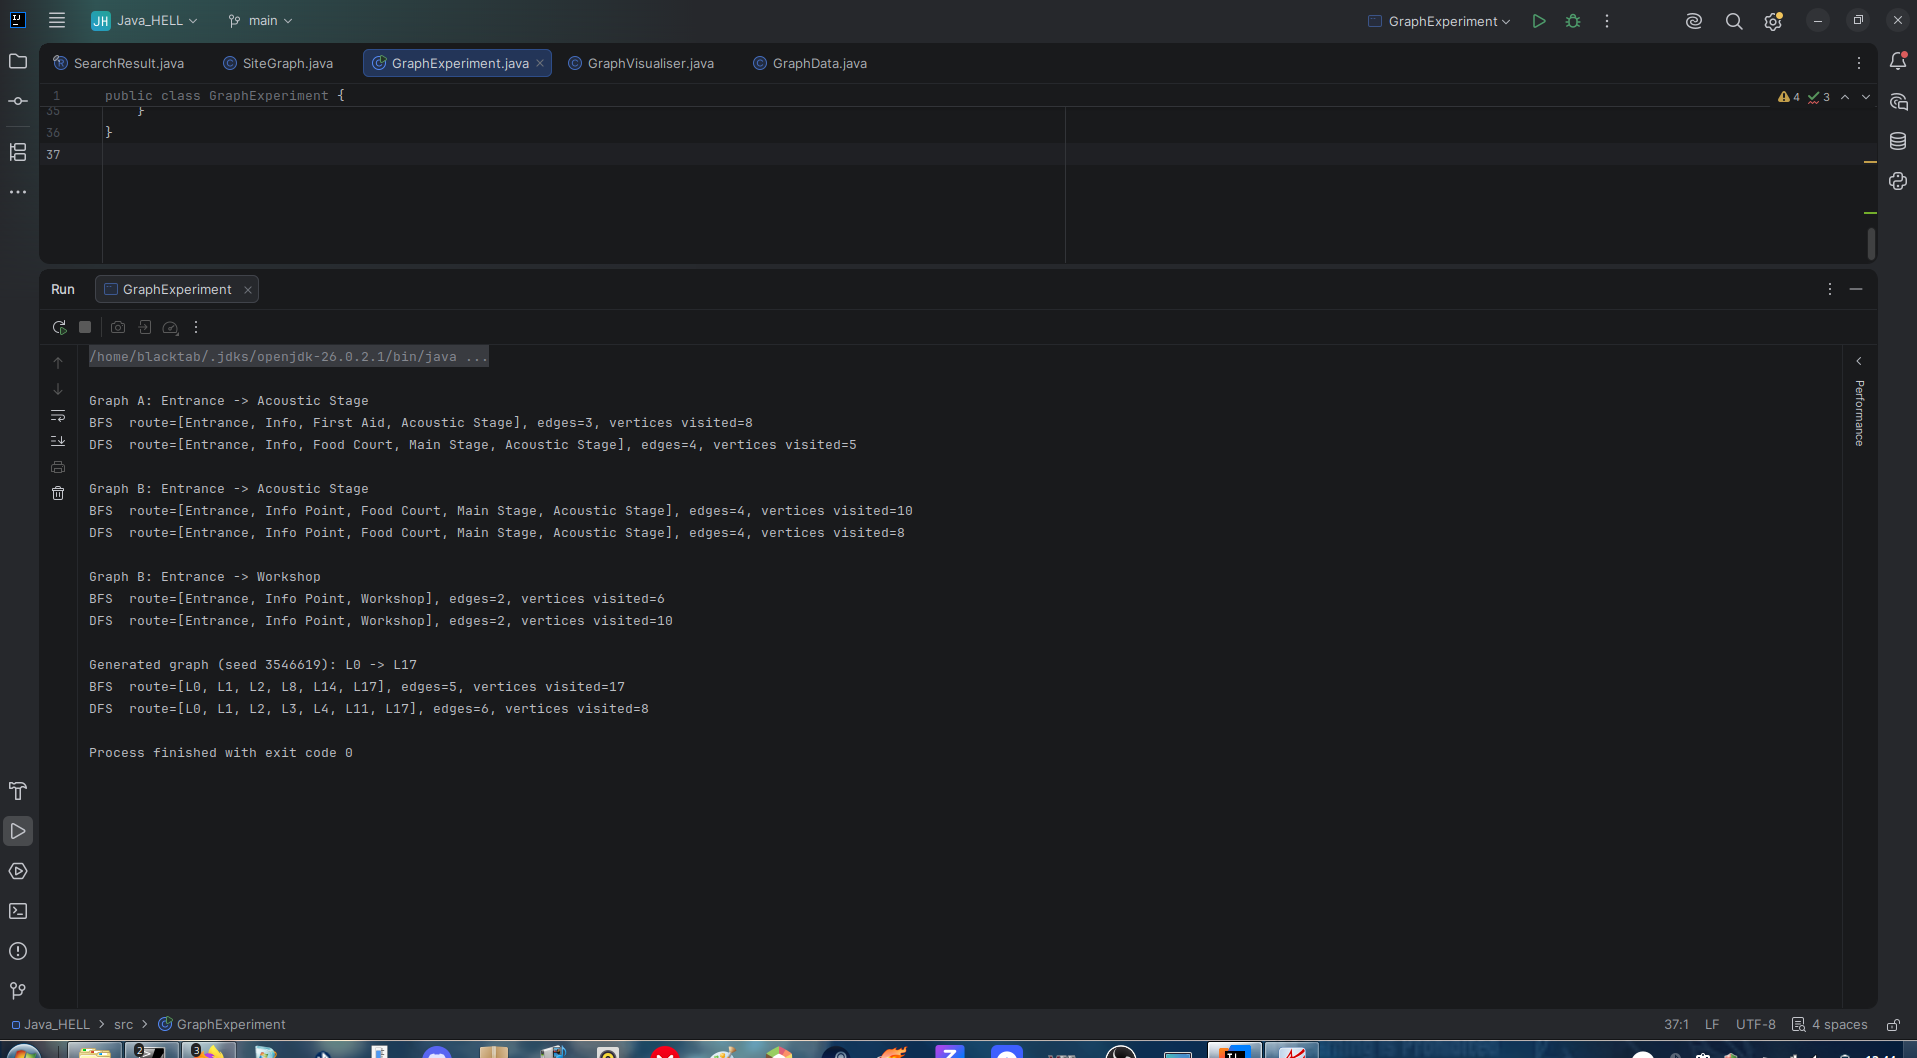 JH Java_HELL main GraphExperiment
SearchResult.java SiteGraph.java GraphExperiment.java GraphVisualiser.java GraphData.java
1 public class GraphExperiment { 4 3
35 }
36 }
37
Run GraphExperiment
/home/blacktab/.jdks/openjdk-26.0.2.1/bin/java ...
Performance
Graph A: Entrance -> Acoustic Stage
BFS route=[Entrance, Info, First Aid, Acoustic Stage], edges=3, vertices visited=8
DFS route=[Entrance, Info, Food Court, Main Stage, Acoustic Stage], edges=4, vertices visited=5
Graph B: Entrance -> Acoustic Stage
BFS route=[Entrance, Info Point, Food Court, Main Stage, Acoustic Stage], edges=4, vertices visited=10
DFS route=[Entrance, Info Point, Food Court, Main Stage, Acoustic Stage], edges=4, vertices visited=8
Graph B: Entrance -> Workshop
BFS route=[Entrance, Info Point, Workshop], edges=2, vertices visited=6
DFS route=[Entrance, Info Point, Workshop], edges=2, vertices visited=10
Generated graph (seed 3546619): L0 -> L17
BFS route=[L0, L1, L2, L8, L14, L17], edges=5, vertices visited=17
DFS route=[L0, L1, L2, L3, L4, L11, L17], edges=6, vertices visited=8
Process finished with exit code 0
Java_HELL > src > GraphExperiment 37:1 LF UTF-8 4 spaces
2 3